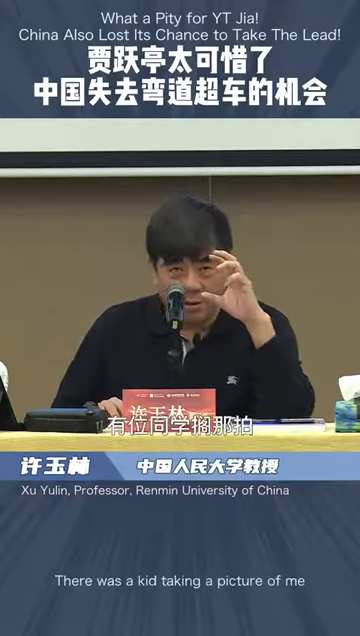 What a Pity for YT Jia!
China Also Lost Its Chance to Take The Lead!
贾跃亭太可惜了
中国失去弯道超车的机会
许玉林
有位同学搁那拍
许玉林 中国人民大学教授
Xu Yulin, Professor, Renmin University of China
There was a kid taking a picture of me